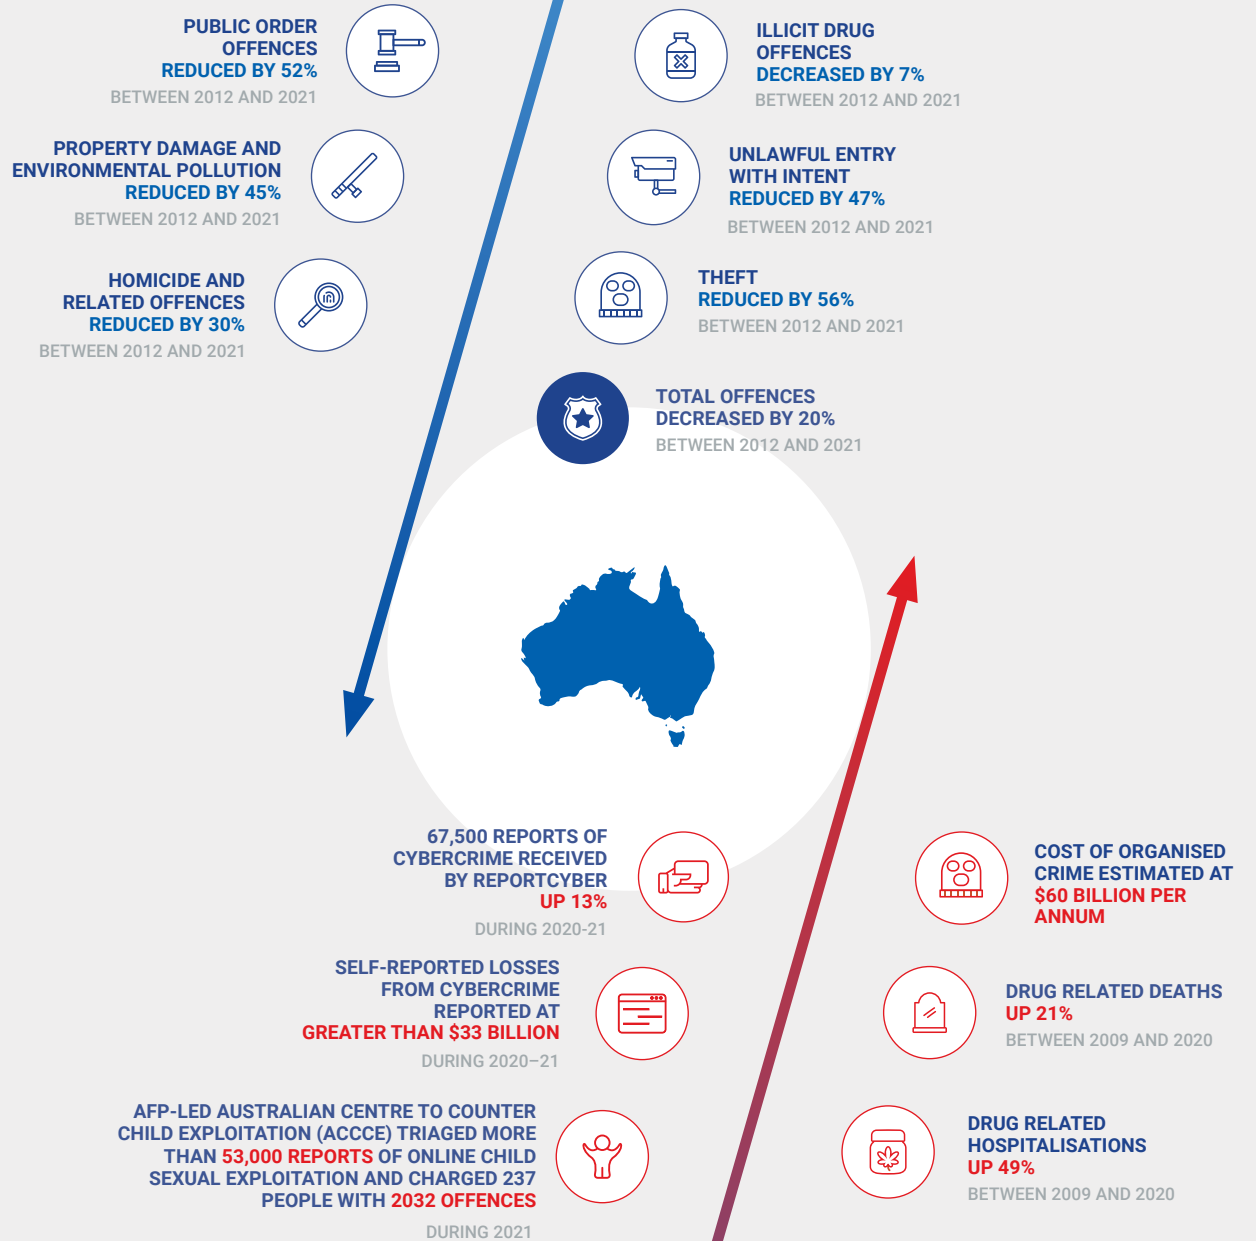 PUBLIC ORDER
OFFENCES
REDUCED BY 52%
BETWEEN 2012 AND 2021
ILLICIT DRUG
OFFENCES
DECREASED BY 7%
BETWEEN 2012 AND 2021
PROPERTY DAMAGE AND
ENVIRONMENTAL POLLUTION
REDUCED BY 45%
BETWEEN 2012 AND 2021
UNLAWFUL ENTRY
WITH INTENT
REDUCED BY 47%
BETWEEN 2012 AND 2021
HOMICIDE AND
RELATED OFFENCES
REDUCED BY 30%
BETWEEN 2012 AND 2021
THEFT
REDUCED BY 56%
BETWEEN 2012 AND 2021
TOTAL OFFENCES
DECREASED BY 20%
BETWEEN 2012 AND 2021
67,500 REPORTS OF
CYBERCRIME RECEIVED
BY REPORTCYBER
UP 13%
DURING 2020-21
COST OF ORGANISED
CRIME ESTIMATED AT
$60 BILLION PER
ANNUM
SELF-REPORTED LOSSES
FROM CYBERCRIME
REPORTED AT
GREATER THAN $33 BILLION
DURING 2020–21
DRUG RELATED DEATHS
UP 21%
BETWEEN 2009 AND 2020
AFP-LED AUSTRALIAN CENTRE TO COUNTER
CHILD EXPLOITATION (ACCCE) TRIAGED MORE
THAN 53,000 REPORTS OF ONLINE CHILD
SEXUAL EXPLOITATION AND CHARGED 237
PEOPLE WITH 2032 OFFENCES
DURING 2021
DRUG RELATED
HOSPITALISATIONS
UP 49%
BETWEEN 2009 AND 2020